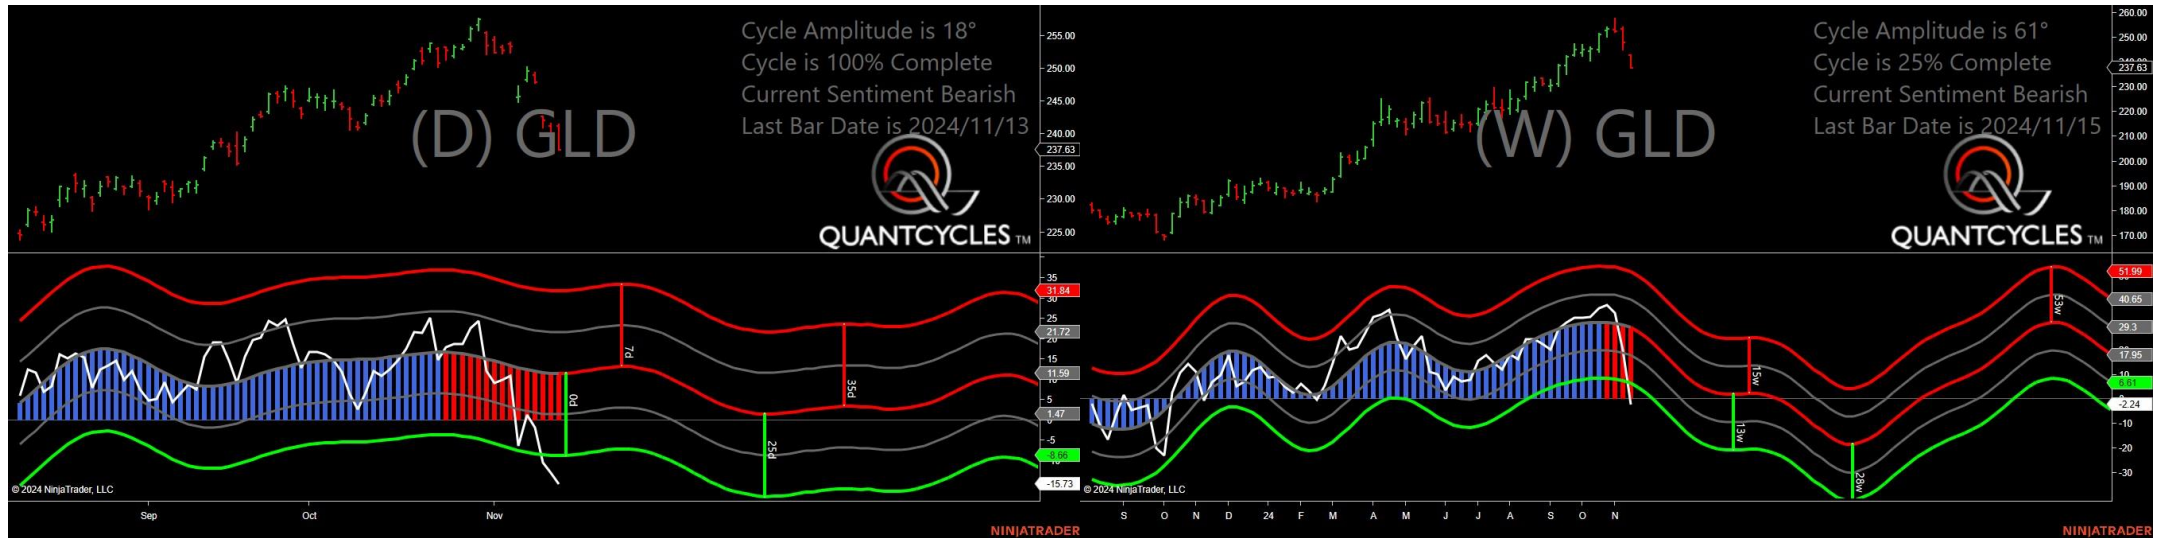 Cycle Amplitude is 18°
Cycle is 100% Complete
Current Sentiment Bearish
Last Bar Date is 2024/11/13
(D) GLD
QUANTCYCLES TM
255.00
250.00
245.00
240.00
237.63
235.00
230.00
225.00
35
31.84
30
25
21.72
20
15
11.59
10
5
1.47
0
-5
-8.66
-10
-15.73
7d
0d
25d
35d
© 2024 NinjaTrader, LLC
Sep Oct Nov
NINJATRADER
Cycle Amplitude is 61°
Cycle is 25% Complete
Current Sentiment Bearish
Last Bar Date is 2024/11/15
(W) GLD
QUANTCYCLES TM
260.00
250.00
237.63
230.00
220.00
210.00
200.00
190.00
180.00
170.00
51.99
40.65
29.3
17.95
10
6.61
-2.24
-10
-20
-30
15w
13w
28w
53w
© 2024 NinjaTrader, LLC
S O N D 24 F M A M J J A S O N
NINJATRADER